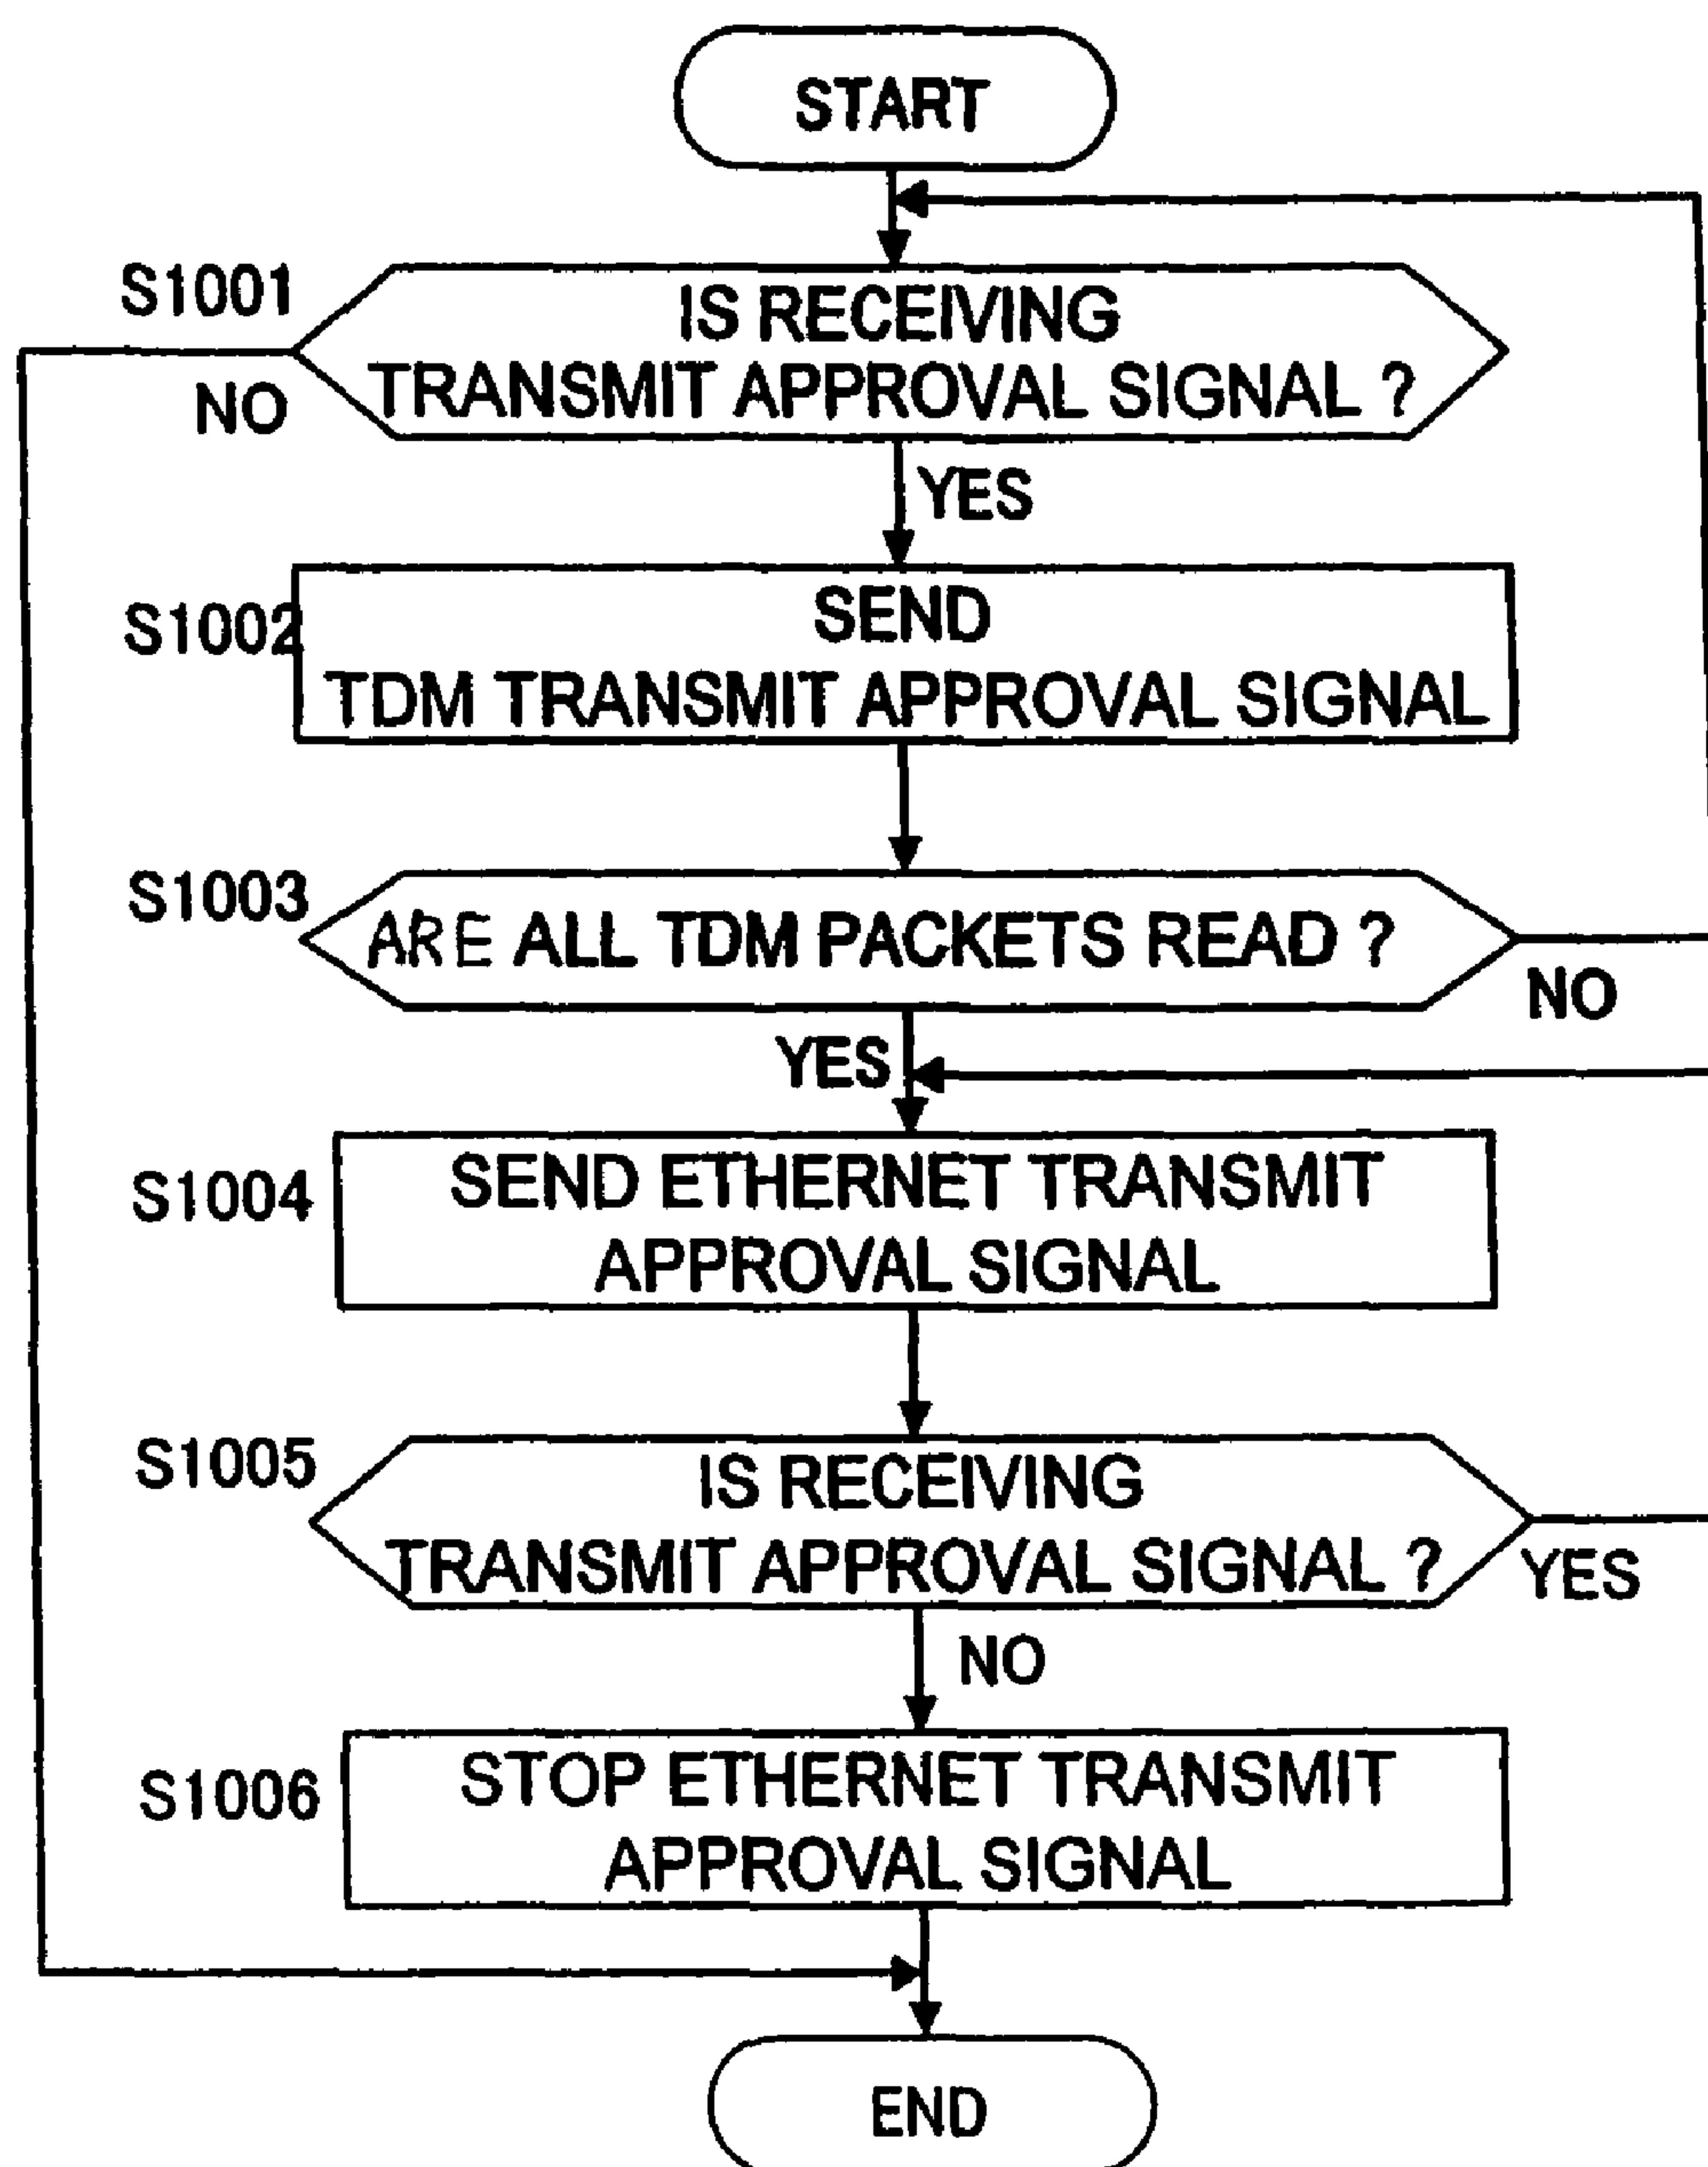 START
S1001
IS RECEIVING
TRANSMIT APPROVAL SIGNAL ?
NO
YES
S1002
SEND
TDM TRANSMIT APPROVAL SIGNAL
S1003
ARE ALL TDM PACKETS READ ?
NO
YES
S1004
SEND ETHERNET TRANSMIT
APPROVAL SIGNAL
S1005
IS RECEIVING
TRANSMIT APPROVAL SIGNAL ?
YES
NO
S1006
STOP ETHERNET TRANSMIT
APPROVAL SIGNAL
END